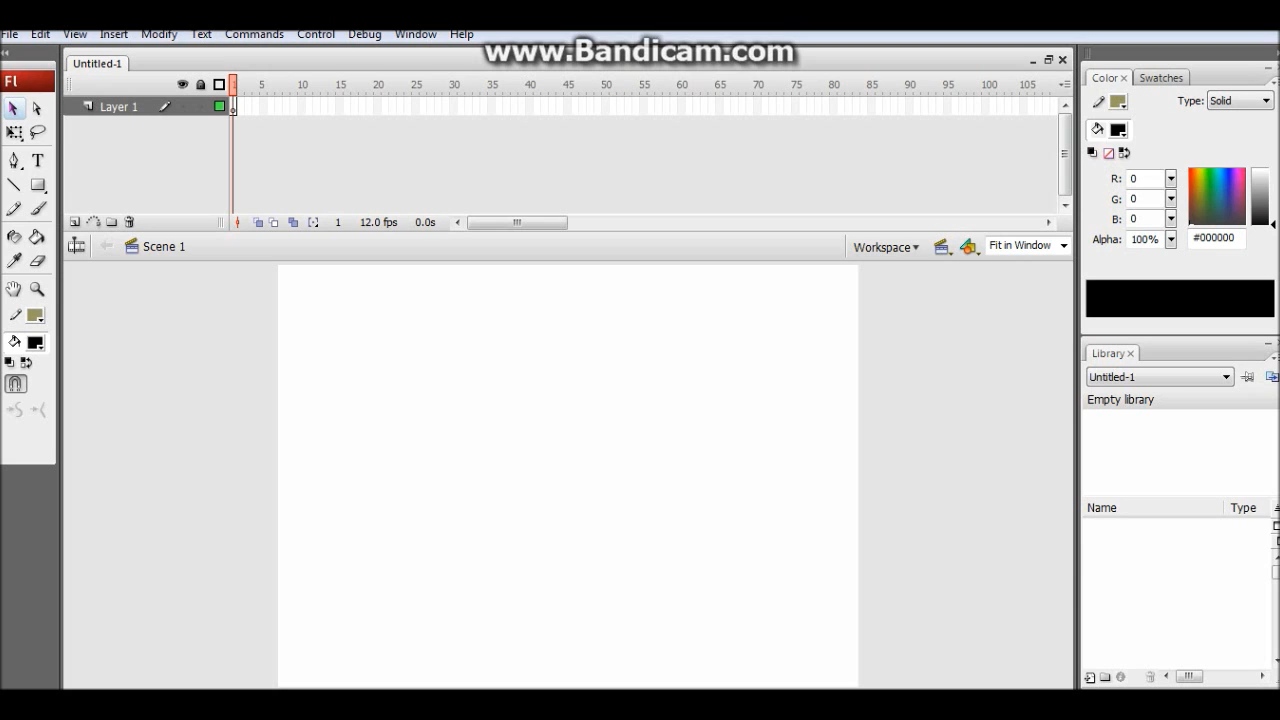 File Edit View Insert Modify Text Commands Control Debug Window Help
www.Bandicam.com
Untitled-1
Fl
5 10 15 20 25 30 35 40 45 50 55 60 65 70 75 80 85 90 95 100 105
Layer 1
1 12.0 fps 0.0s
Scene 1
Workspace
Fit in Window
Color Swatches
Type: Solid
R: 0
G: 0
B: 0
Alpha: 100% #000000
Library
Untitled-1
Empty library
Name Type